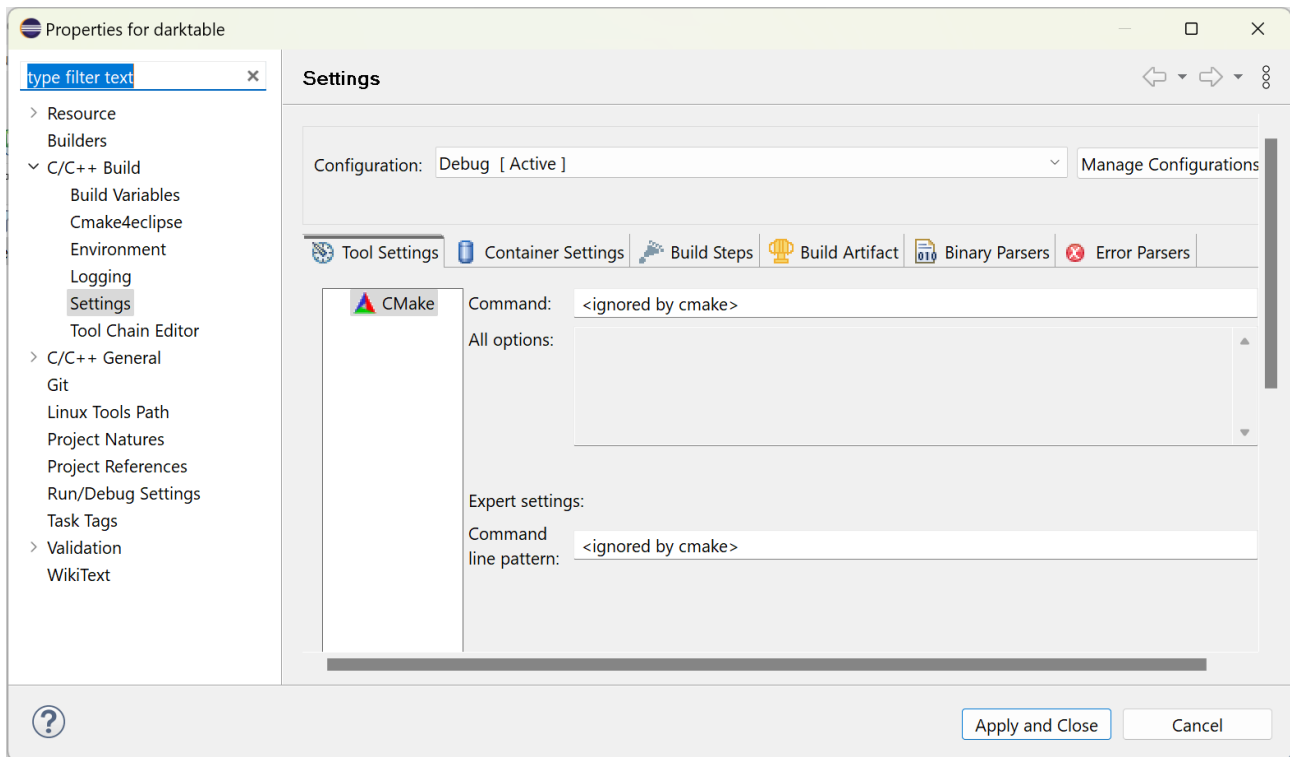 Properties for darktable
type filter text
Resource
Builders
C/C++ Build
Build Variables
Cmake4eclipse
Environment
Logging
Settings
Tool Chain Editor
C/C++ General
Git
Linux Tools Path
Project Natures
Project References
Run/Debug Settings
Task Tags
Validation
WikiText
Settings
Configuration: Debug [ Active ] Manage Configurations
Tool Settings Container Settings Build Steps Build Artifact 010 Binary Parsers Error Parsers
CMake
Command: <ignored by cmake>
All options:
Expert settings:
Command
line pattern: <ignored by cmake>
? Apply and Close Cancel